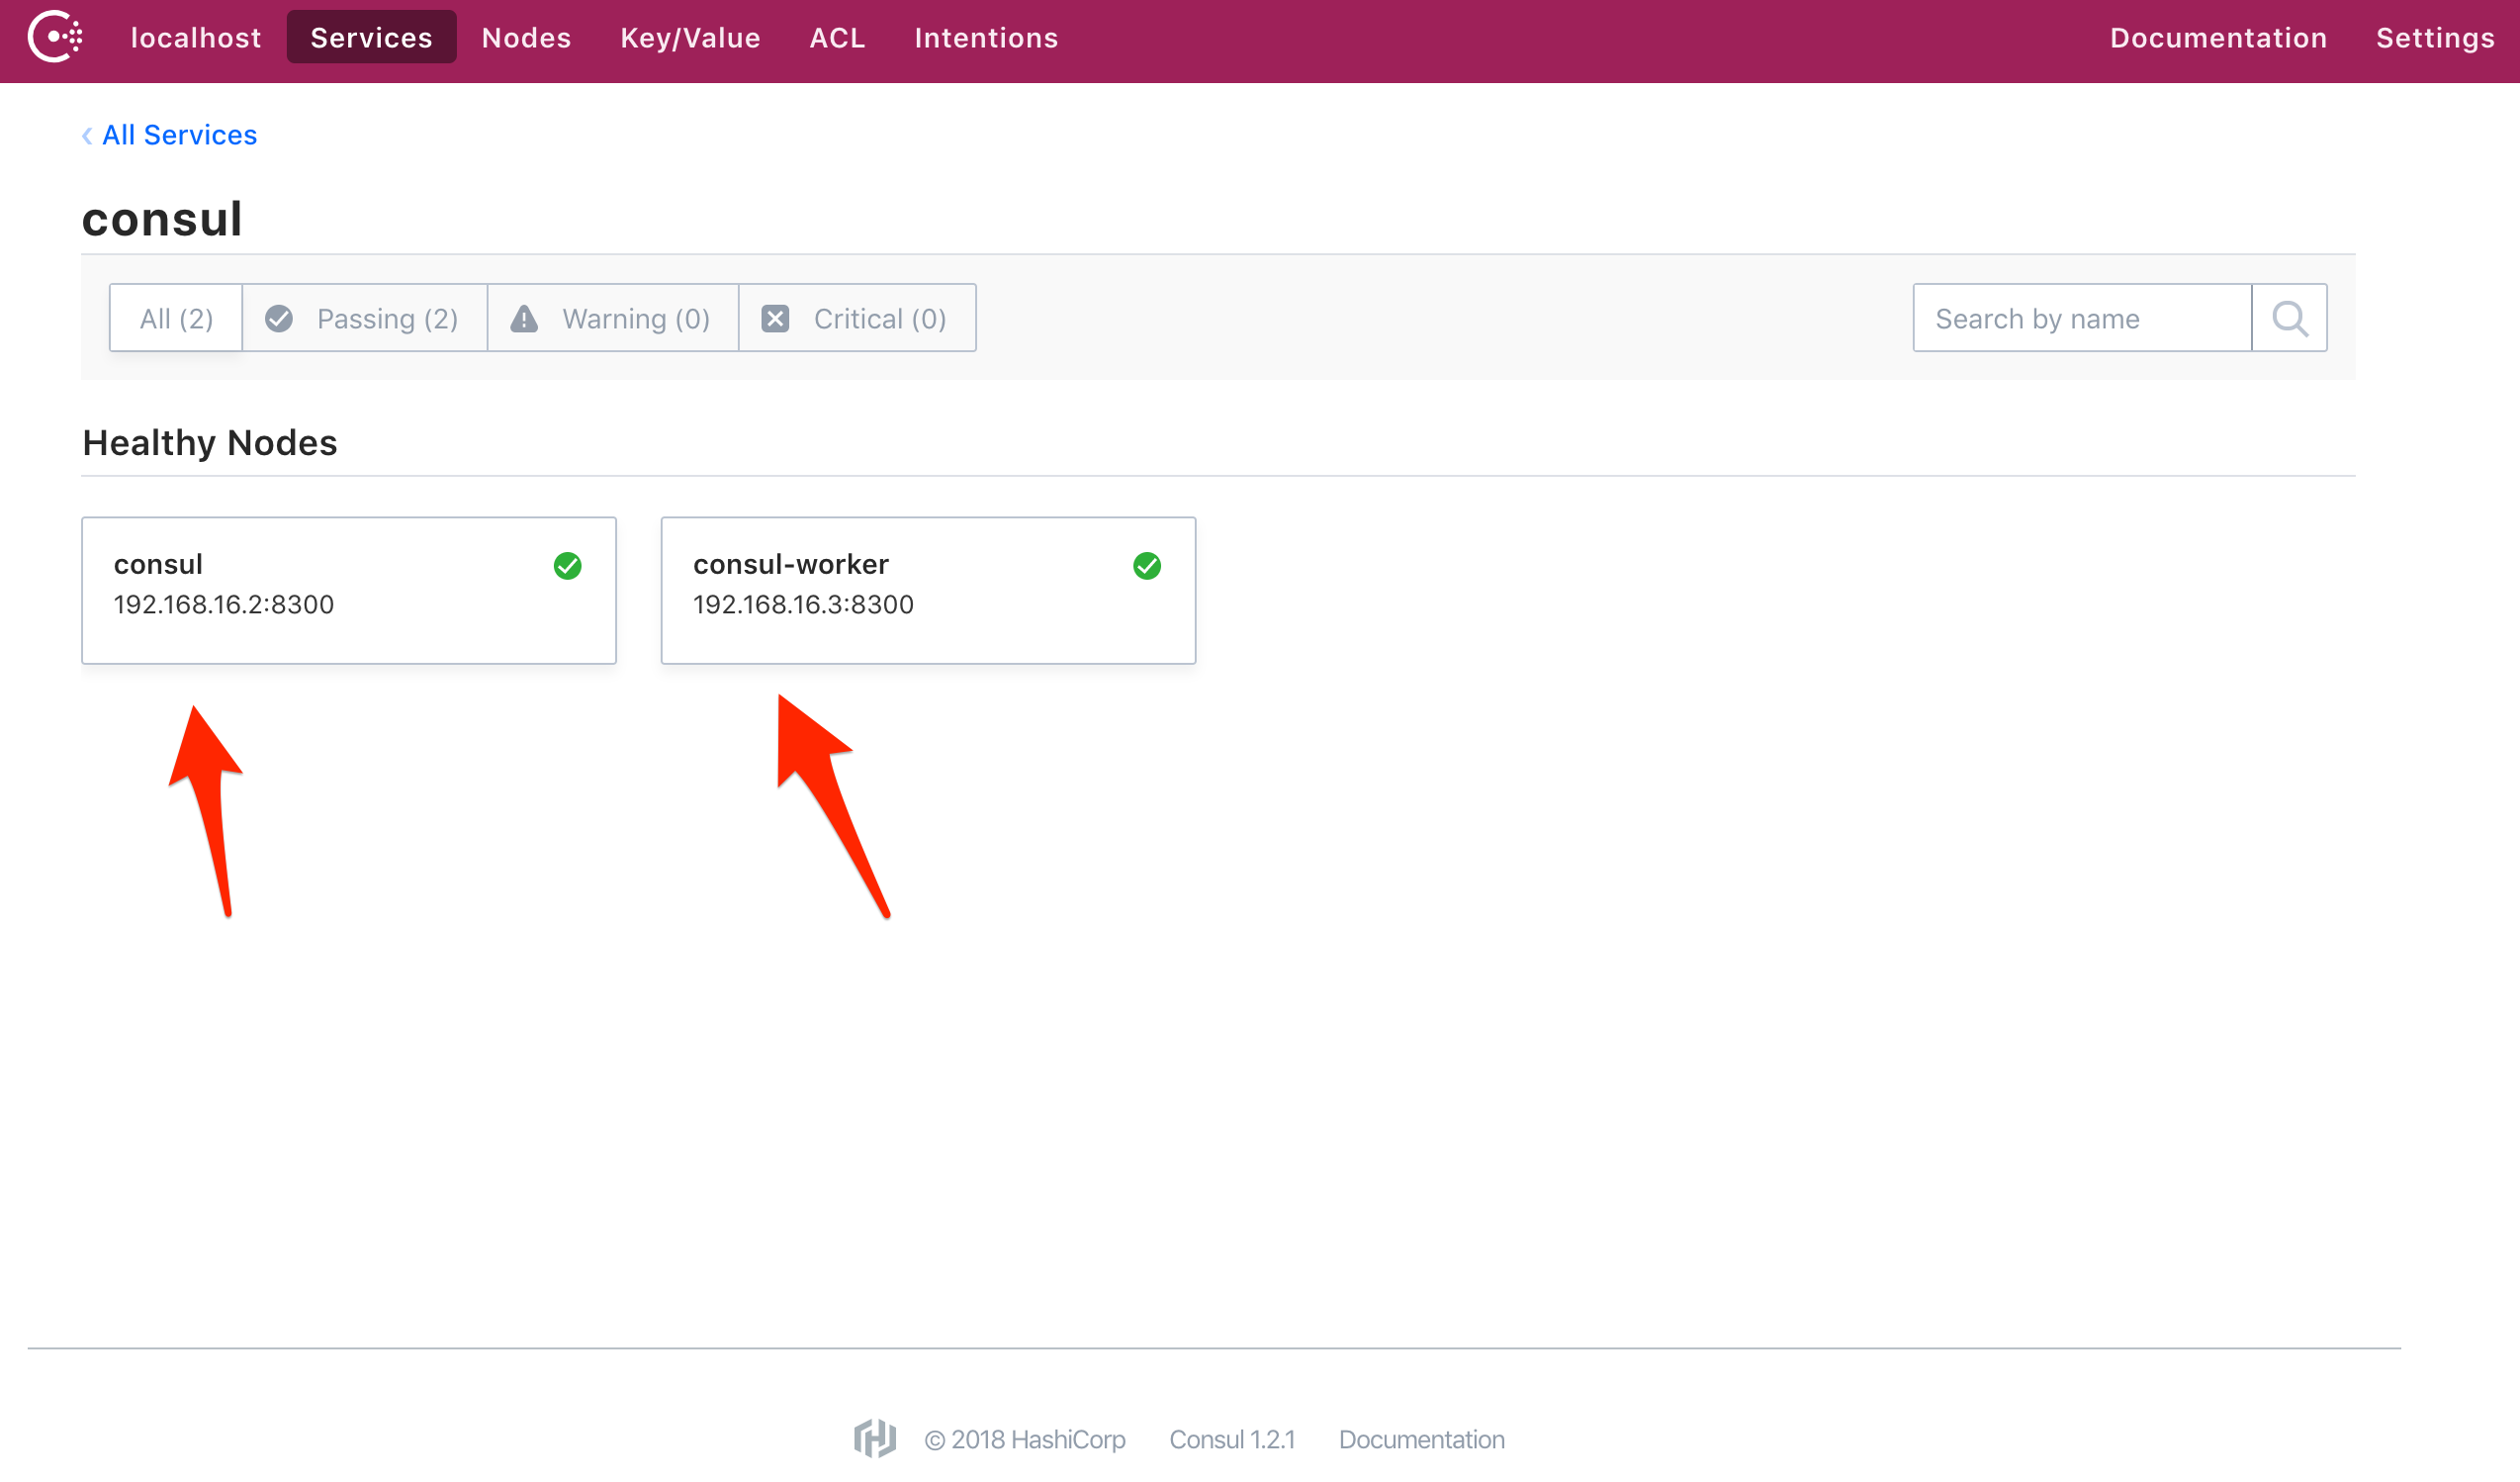 localhost Services Nodes Key/Value ACL Intentions Documentation Settings
‹ All Services
consul
All (2) Passing (2) Warning (0) Critical (0) Search by name
Healthy Nodes
consul consul-worker
192.168.16.2:8300 192.168.16.3:8300
© 2018 HashiCorp Consul 1.2.1 Documentation